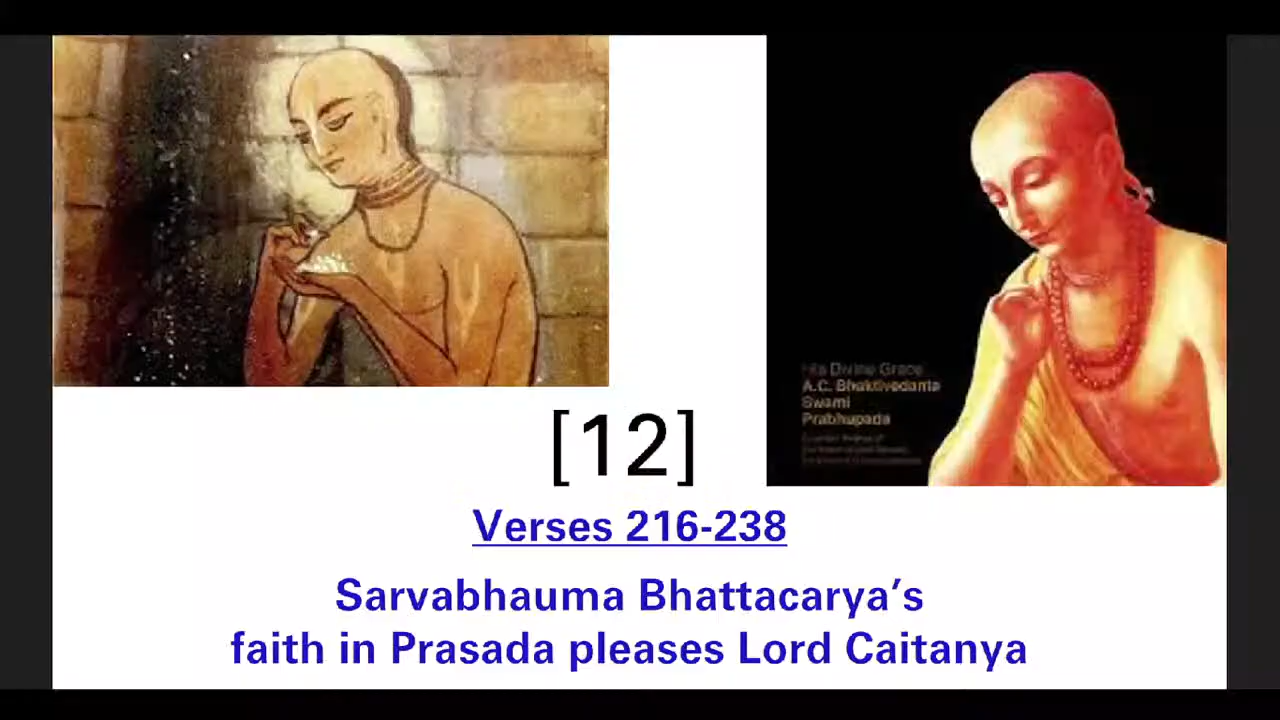 His Divine Grace
A.C. Bhaktivedanta
Swami
Prabhupada
[12]
Verses 216-238
Sarvabhauma Bhattacarya’s
faith in Prasada pleases Lord Caitanya